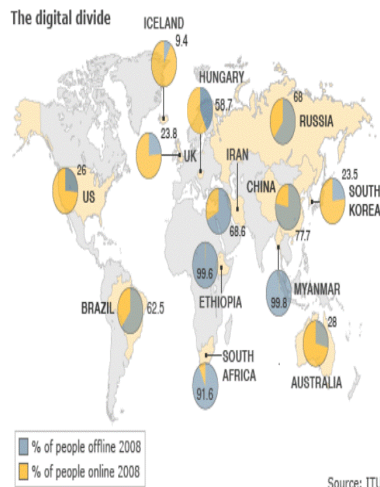 The digital divide
ICELAND
9.4
HUNGARY
58.7
68
RUSSIA
23.8
UK
IRAN
26
US
CHINA
23.5
SOUTH
KOREA
68.6
77.7
99.6
ETHIOPIA
MYANMAR
99.8
BRAZIL
62.5
28
AUSTRALIA
SOUTH
AFRICA
91.6
% of people offline 2008
% of people online 2008
Source: ITU